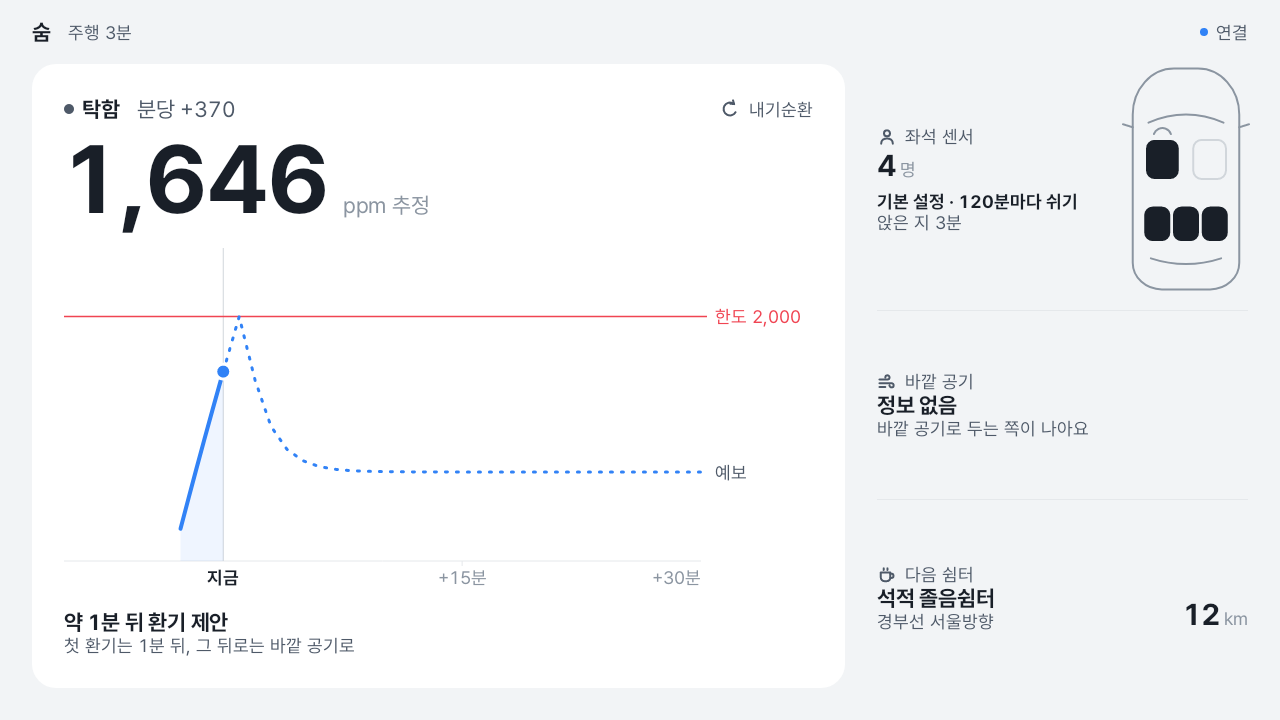 숨 주행 3분
연결
탁함 분당 +370
내기순환
1,646 ppm 추정
한도 2,000
예보
지금
+15분
+30분
약 1분 뒤 환기 제안
첫 환기는 1분 뒤, 그 뒤로는 바깥 공기로
좌석 센서
4명
기본 설정 · 120분마다 쉬기
앉은 지 3분
바깥 공기
정보 없음
바깥 공기로 두는 쪽이 나아요
다음 쉼터
석적 졸음쉼터
경부선 서울방향
12 km